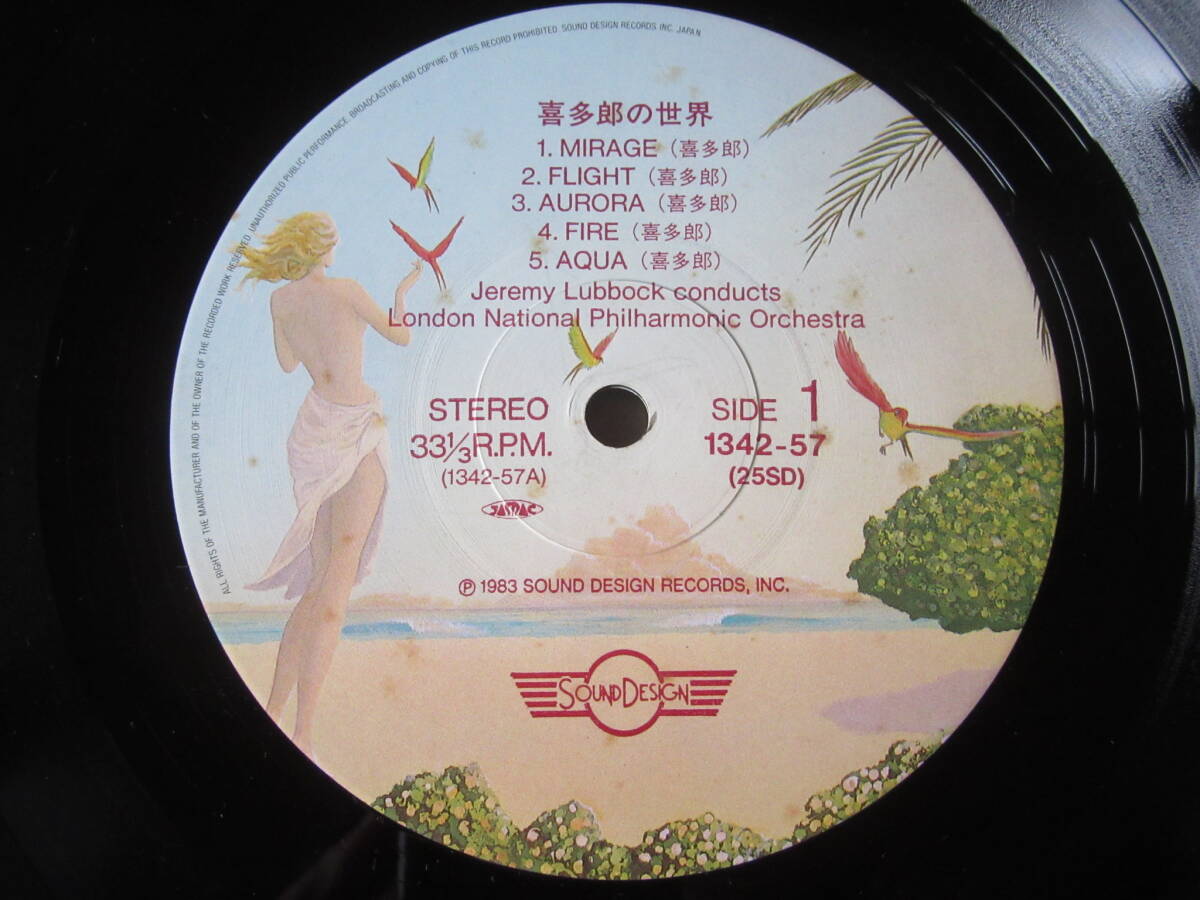 ALL RIGHTS OF THE MANUFACTURER AND OF THE OWNER OF THE RECORDED WORK RESERVED. UNAUTHORIZED PUBLIC PERFORMANCE. BROADCASTING AND COPYING OF THIS RECORD PROHIBITED. SOUND DESIGN RECORDS, INC. JAPAN
喜多郎の世界
1. MIRAGE (喜多郎)
2. FLIGHT (喜多郎)
3. AURORA (喜多郎)
4. FIRE (喜多郎)
5. AQUA (喜多郎)
Jeremy Lubbock conducts
London National Philharmonic Orchestra
STEREO
33⅓R.P.M.
(1342-57A)
JASRAC
SIDE 1
1342-57
(25SD)
℗ 1983 SOUND DESIGN RECORDS, INC.
SOUND DESIGN